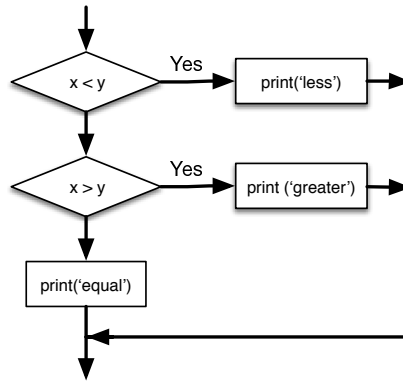 Yes
x < y
print(‘less’)
Yes
x > y
print (‘greater’)
print(‘equal’)